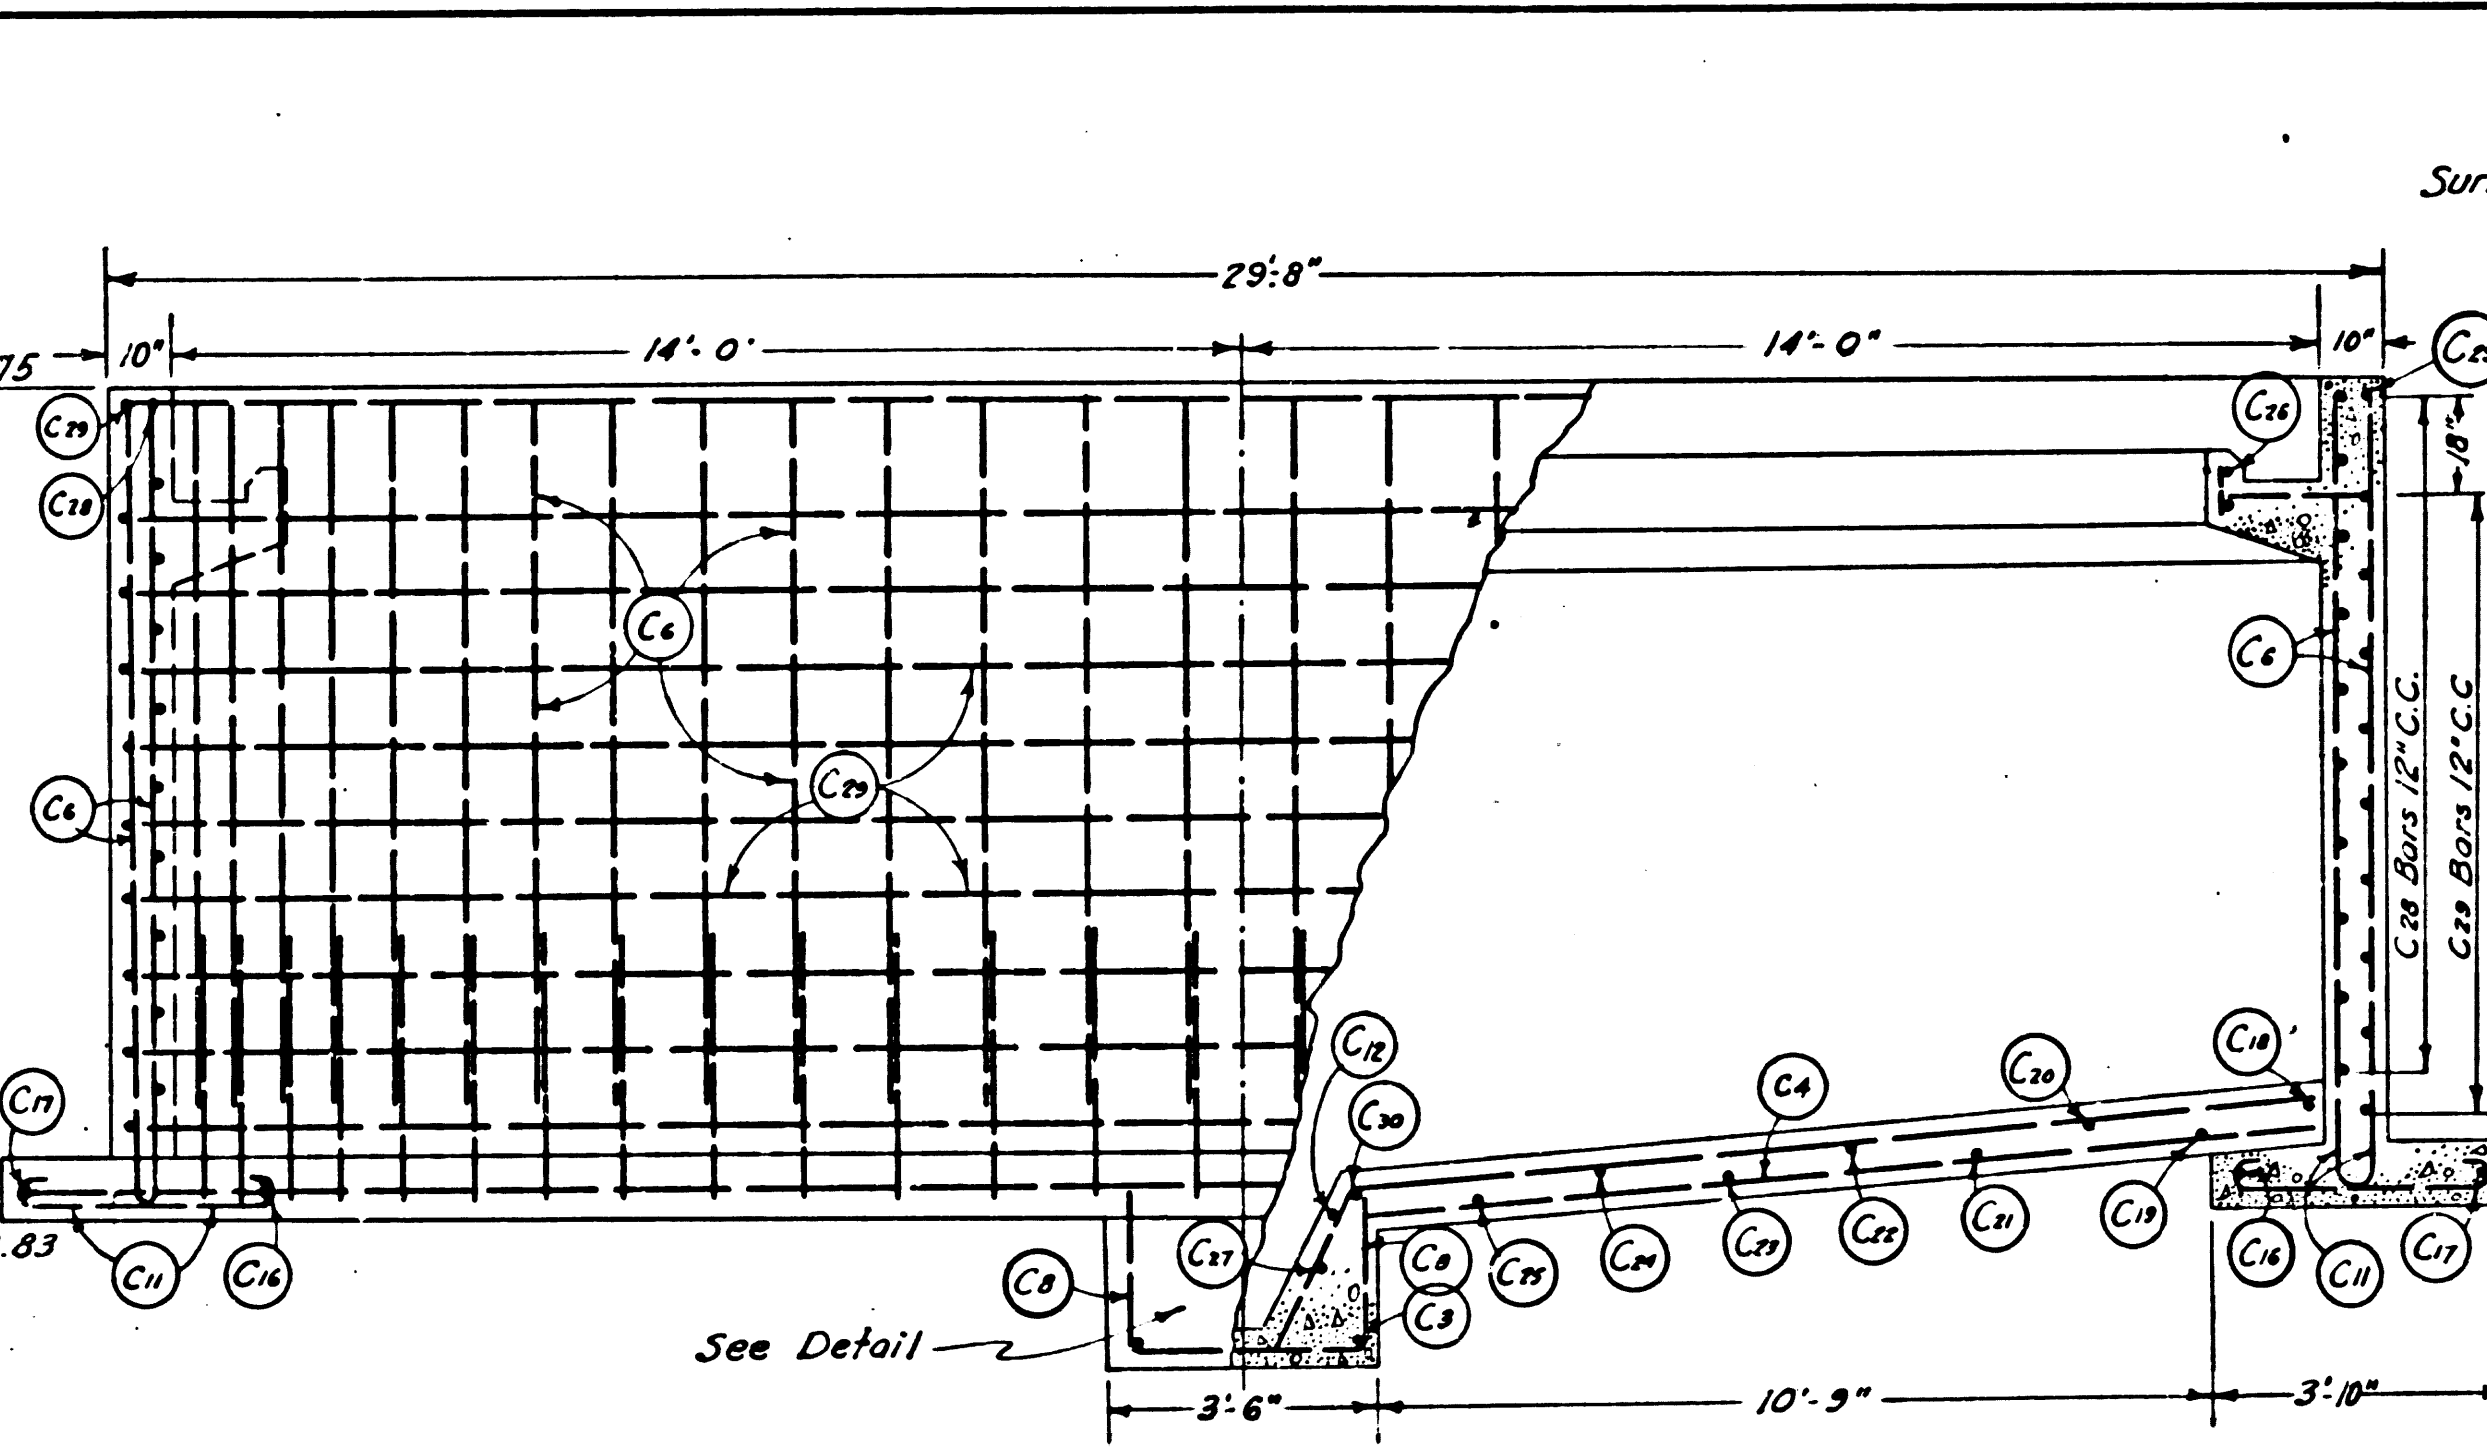 Sur
29'-8"
75
10"
14'-0'
14'-0"
10"
C29
C26
C29
18"
C28
C6
C6
C29
C6
C28 Bars 12" C.C.
C29 Bars 12" C.C
C12
C18
C20
C4
C17
C30
C19
C21
C22
C23
C24
C25
C27
C8
C8
C3
C16
C11
C17
.83
C11
C16
See Detail
3'-6"
10'-9"
3'-10"